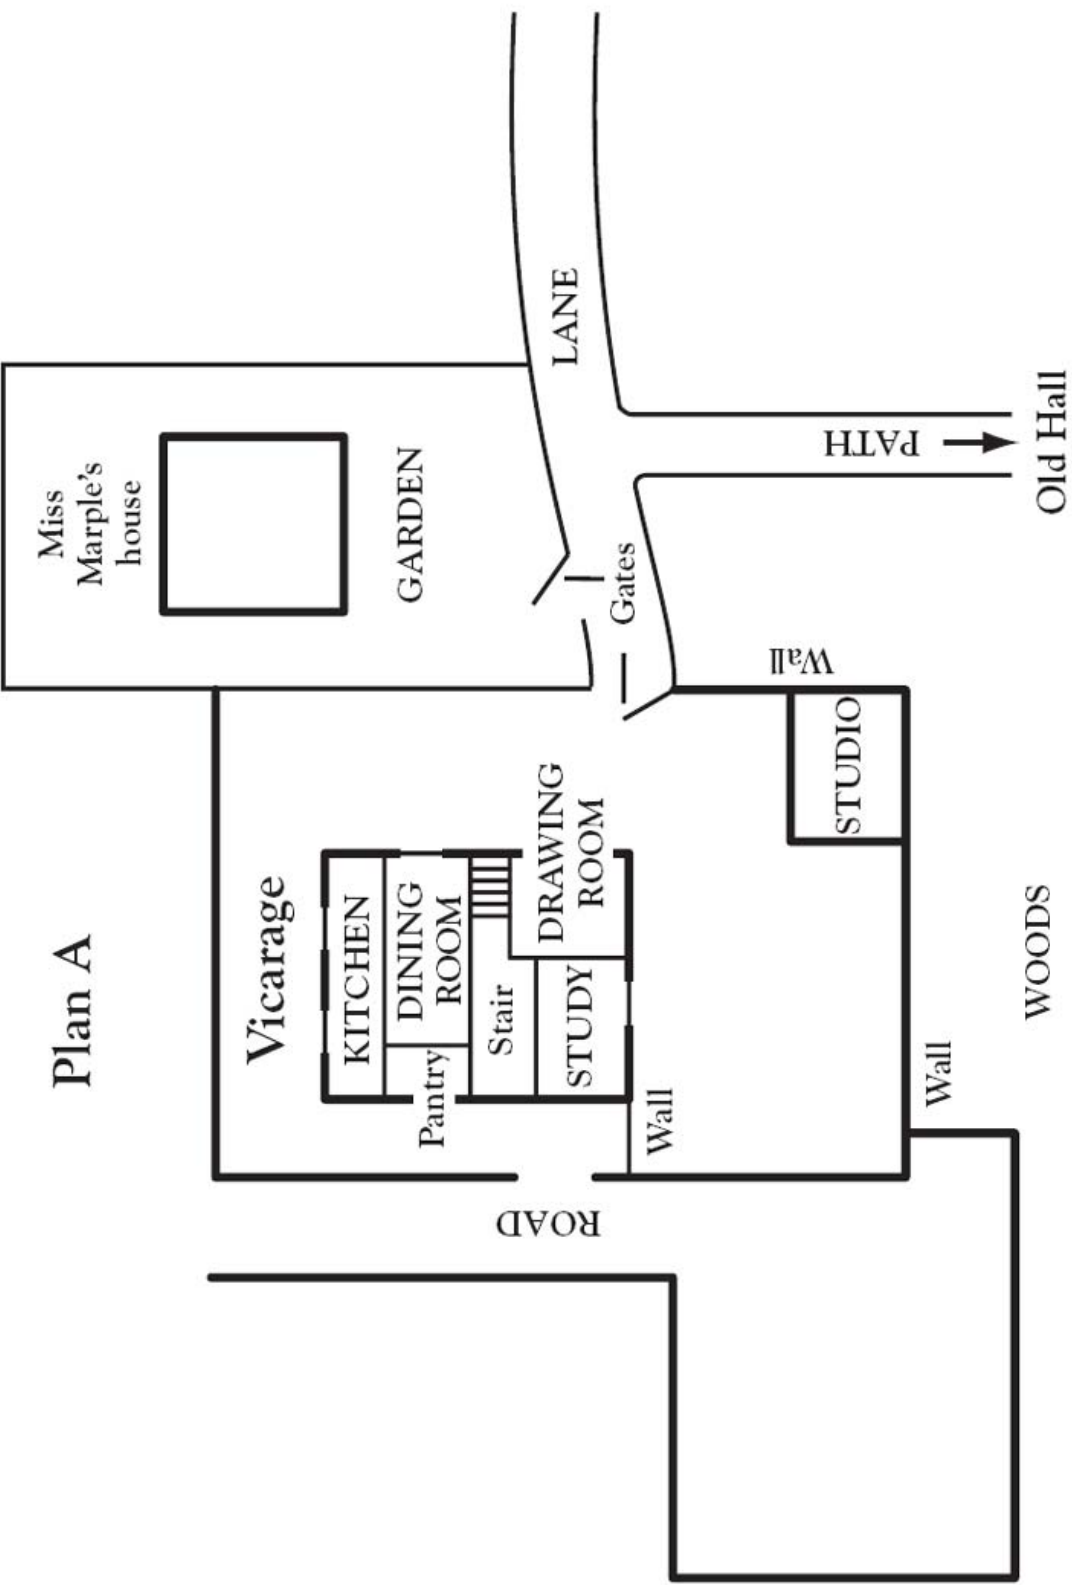 Plan A
Miss
Marple's
house
GARDEN
LANE
Vicarage
KITCHEN
DINING
ROOM
Pantry
Stair
DRAWING
ROOM
STUDY
Gates
PATH
Old Hall
Wall
STUDIO
Wall
Wall
ROAD
WOODS